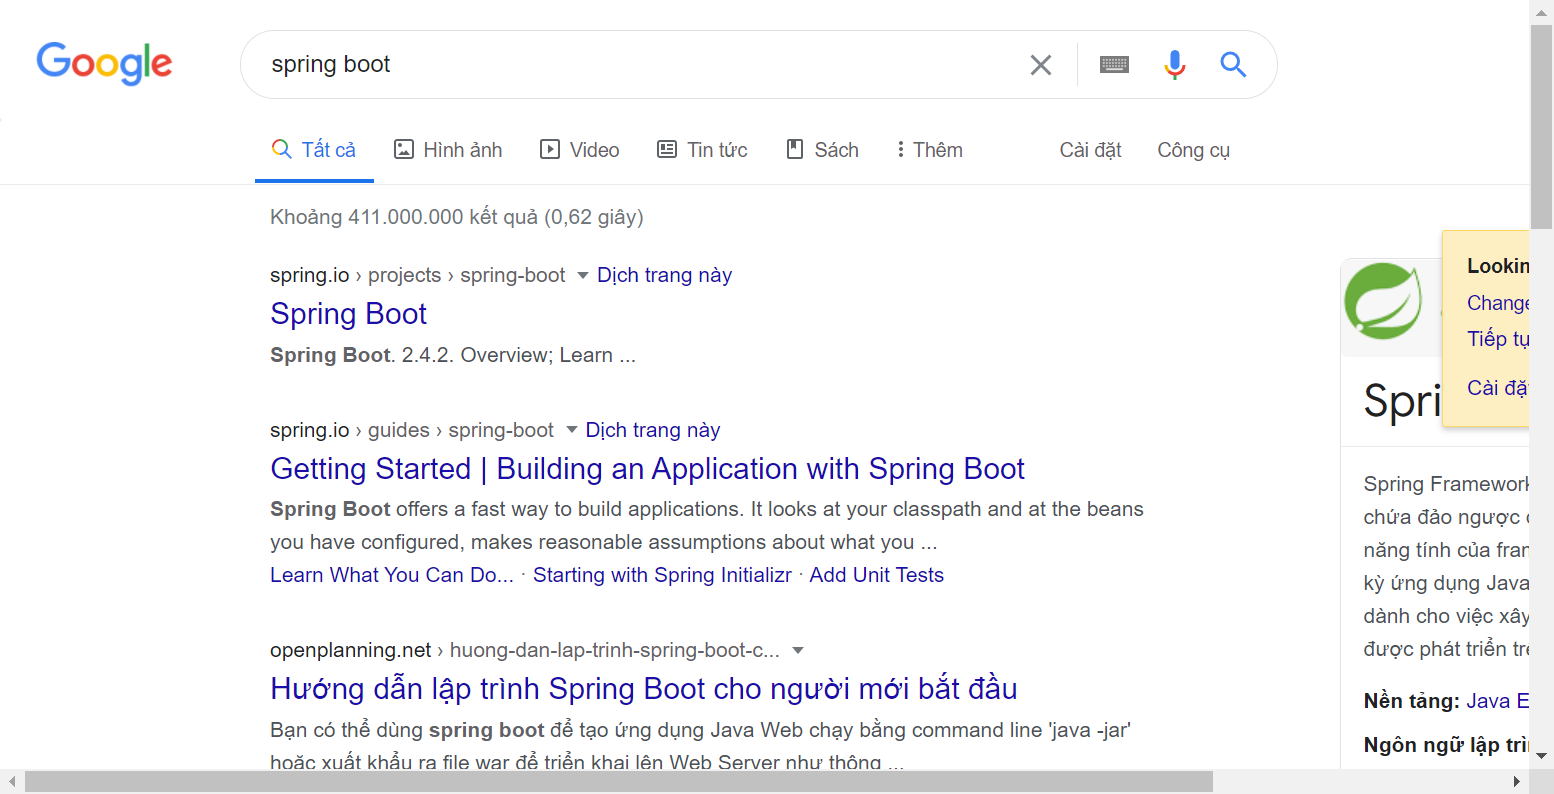 Google
spring boot
Tất cả
Hình ảnh
Video
Tin tức
Sách
Thêm
Cài đặt
Công cụ
Khoảng 411.000.000 kết quả (0,62 giây)
spring.io › projects › spring-boot Dịch trang này
Spring Boot
Spring Boot. 2.4.2. Overview; Learn ...
spring.io › guides › spring-boot Dịch trang này
Getting Started | Building an Application with Spring Boot
Spring Boot offers a fast way to build applications. It looks at your classpath and at the beans
you have configured, makes reasonable assumptions about what you ...
Learn What You Can Do... · Starting with Spring Initializr · Add Unit Tests
openplanning.net › huong-dan-lap-trinh-spring-boot-c...
Hướng dẫn lập trình Spring Boot cho người mới bắt đầu
Bạn có thể dùng spring boot để tạo ứng dụng Java Web chạy bằng command line 'java -jar'
hoặc xuất khẩu ra file war để triển khai lên Web Server như thông ...
Lookin
Change
Tiếp tụ
Cài đặ
Spri
Spring Framework
chứa đảo ngược
năng tính của fran
kỳ ứng dụng Java
dành cho việc xây
được phát triển trê
Nền tảng: Java E
Ngôn ngữ lập trì